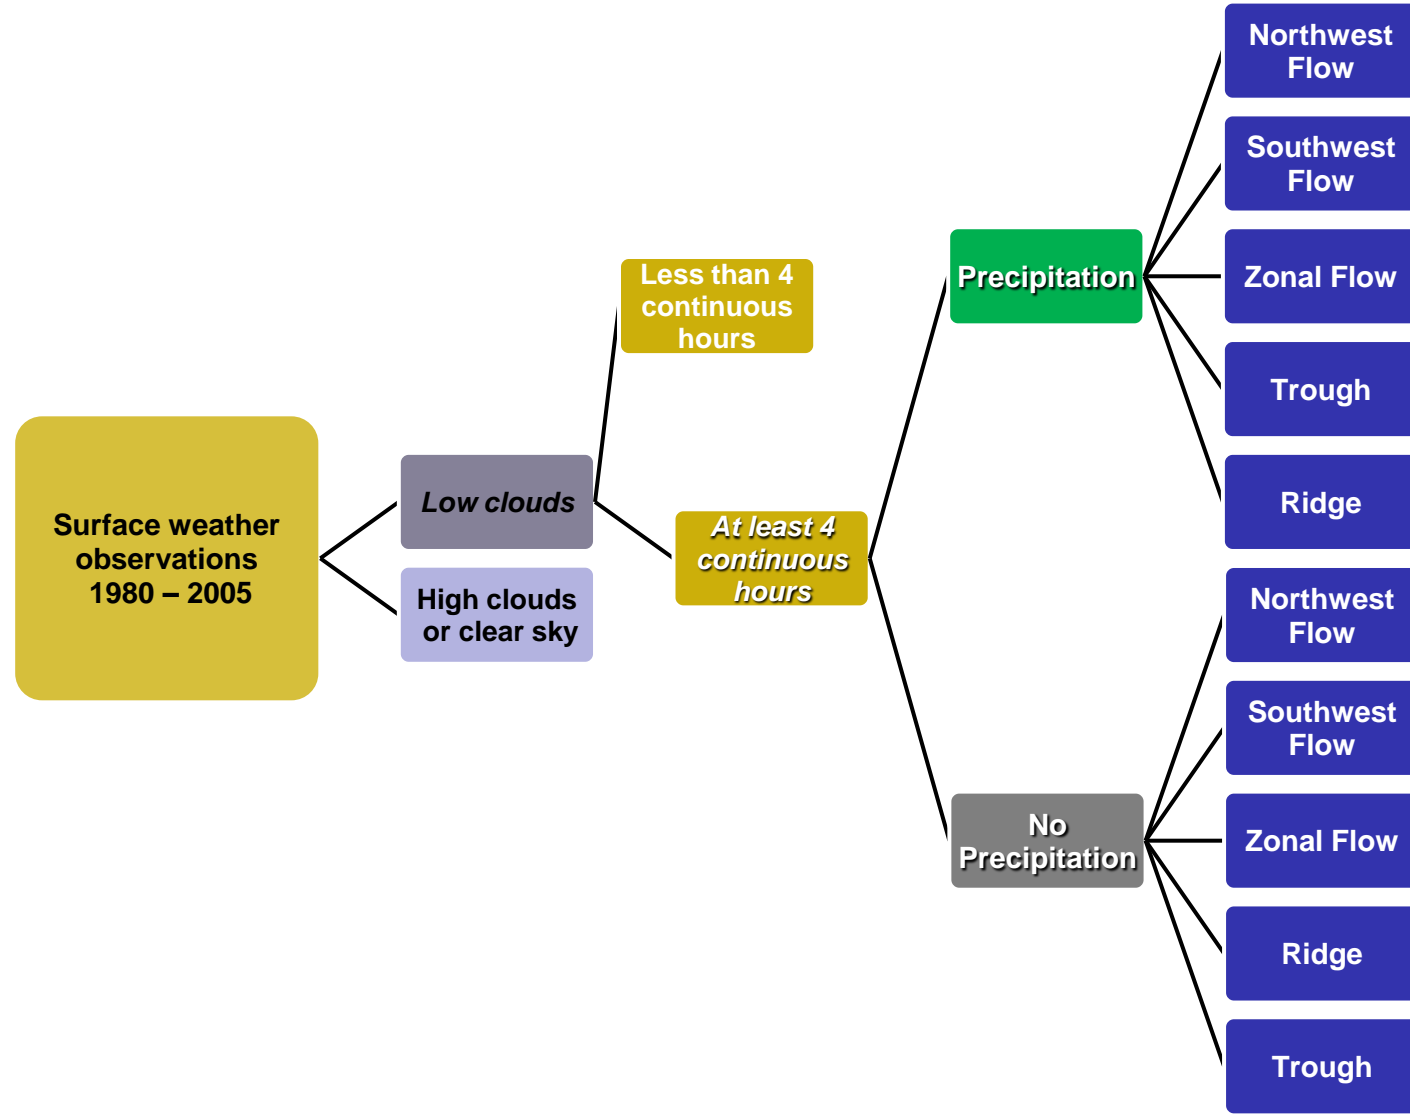 Surface weather
observations
1980 – 2005
Low clouds
High clouds
or clear sky
Less than 4
continuous
hours
At least 4
continuous
hours
Precipitation
No
Precipitation
Northwest
Flow
Southwest
Flow
Zonal Flow
Trough
Ridge
Northwest
Flow
Southwest
Flow
Zonal Flow
Ridge
Trough